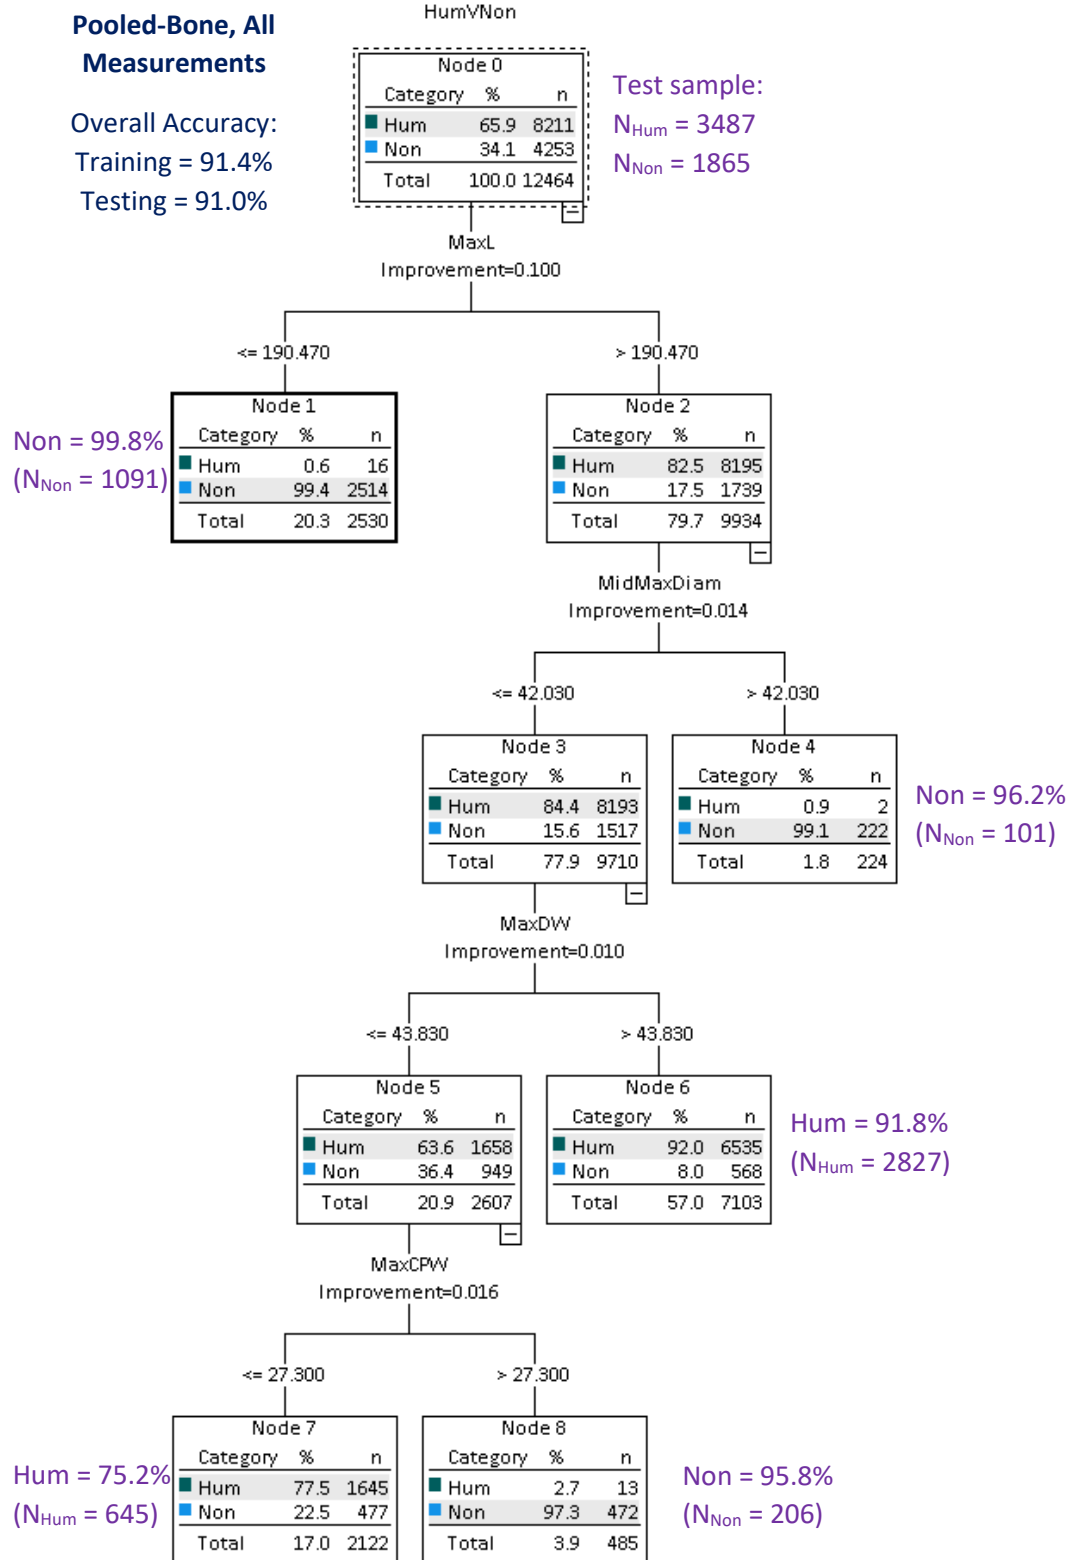 HumVNon
Pooled-Bone, All
Measurements
Overall Accuracy:
Training = 91.4%
Testing = 91.0%
Node 0
Category % n
Hum 65.9 8211
Non 34.1 4253
Total 100.0 12464
Test sample:
NHum = 3487
NNon = 1865
MaxL
Improvement=0.100
<= 190.470
> 190.470
Non = 99.8%
(NNon = 1091)
Node 1
Category % n
Hum 0.6 16
Non 99.4 2514
Total 20.3 2530
Node 2
Category % n
Hum 82.5 8195
Non 17.5 1739
Total 79.7 9934
MidMaxDiam
Improvement=0.014
<= 42.030
> 42.030
Node 3
Category % n
Hum 84.4 8193
Non 15.6 1517
Total 77.9 9710
Node 4
Category % n
Hum 0.9 2
Non 99.1 222
Total 1.8 224
Non = 96.2%
(NNon = 101)
MaxDW
Improvement=0.010
<= 43.830
> 43.830
Node 5
Category % n
Hum 63.6 1658
Non 36.4 949
Total 20.9 2607
Node 6
Category % n
Hum 92.0 6535
Non 8.0 568
Total 57.0 7103
Hum = 91.8%
(NHum = 2827)
MaxCPW
Improvement=0.016
<= 27.300
> 27.300
Hum = 75.2%
(NHum = 645)
Node 7
Category % n
Hum 77.5 1645
Non 22.5 477
Total 17.0 2122
Node 8
Category % n
Hum 2.7 13
Non 97.3 472
Total 3.9 485
Non = 95.8%
(NNon = 206)